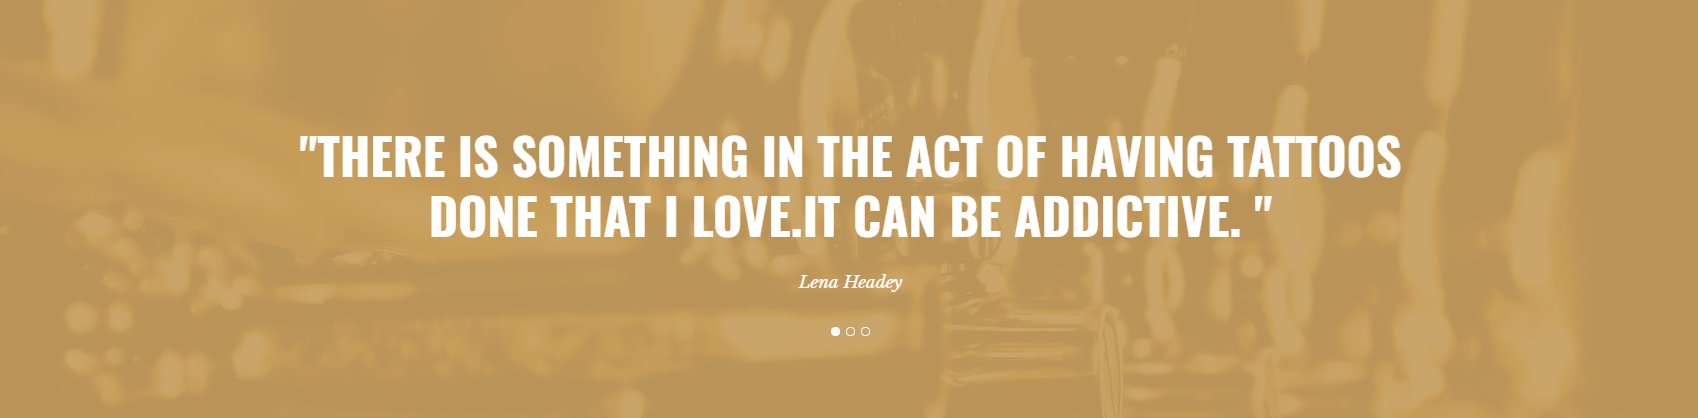 "THERE IS SOMETHING IN THE ACT OF HAVING TATTOOS
DONE THAT I LOVE.IT CAN BE ADDICTIVE. "
Lena Headey